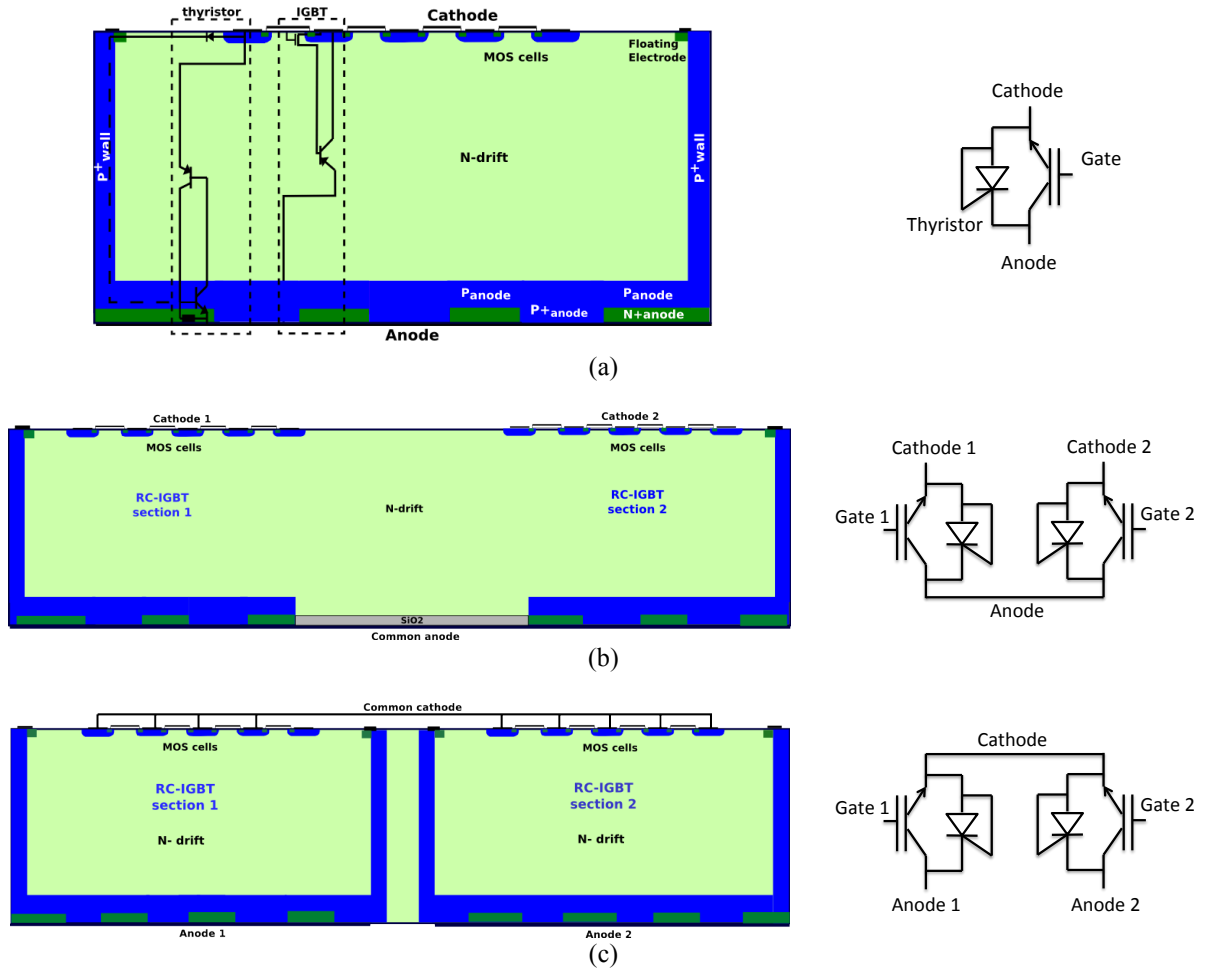 thyristor
IGBT
Cathode
Floating
Electrode
MOS cells
P+wall
N-drift
P+wall
Panode
P+anode
Panode
N+anode
Anode
Cathode
Gate
Thyristor
Anode
(a)
Cathode 1
Cathode 2
MOS cells
MOS cells
RC-IGBT
section 1
N-drift
RC-IGBT
section 2
SiO2
Common anode
Cathode 1
Cathode 2
Gate 1
Gate 2
Anode
(b)
Common cathode
MOS cells
MOS cells
RC-IGBT
section 1
RC-IGBT
section 2
N- drift
N- drift
Anode 1
Anode 2
Cathode
Gate 1
Gate 2
Anode 1
Anode 2
(c)